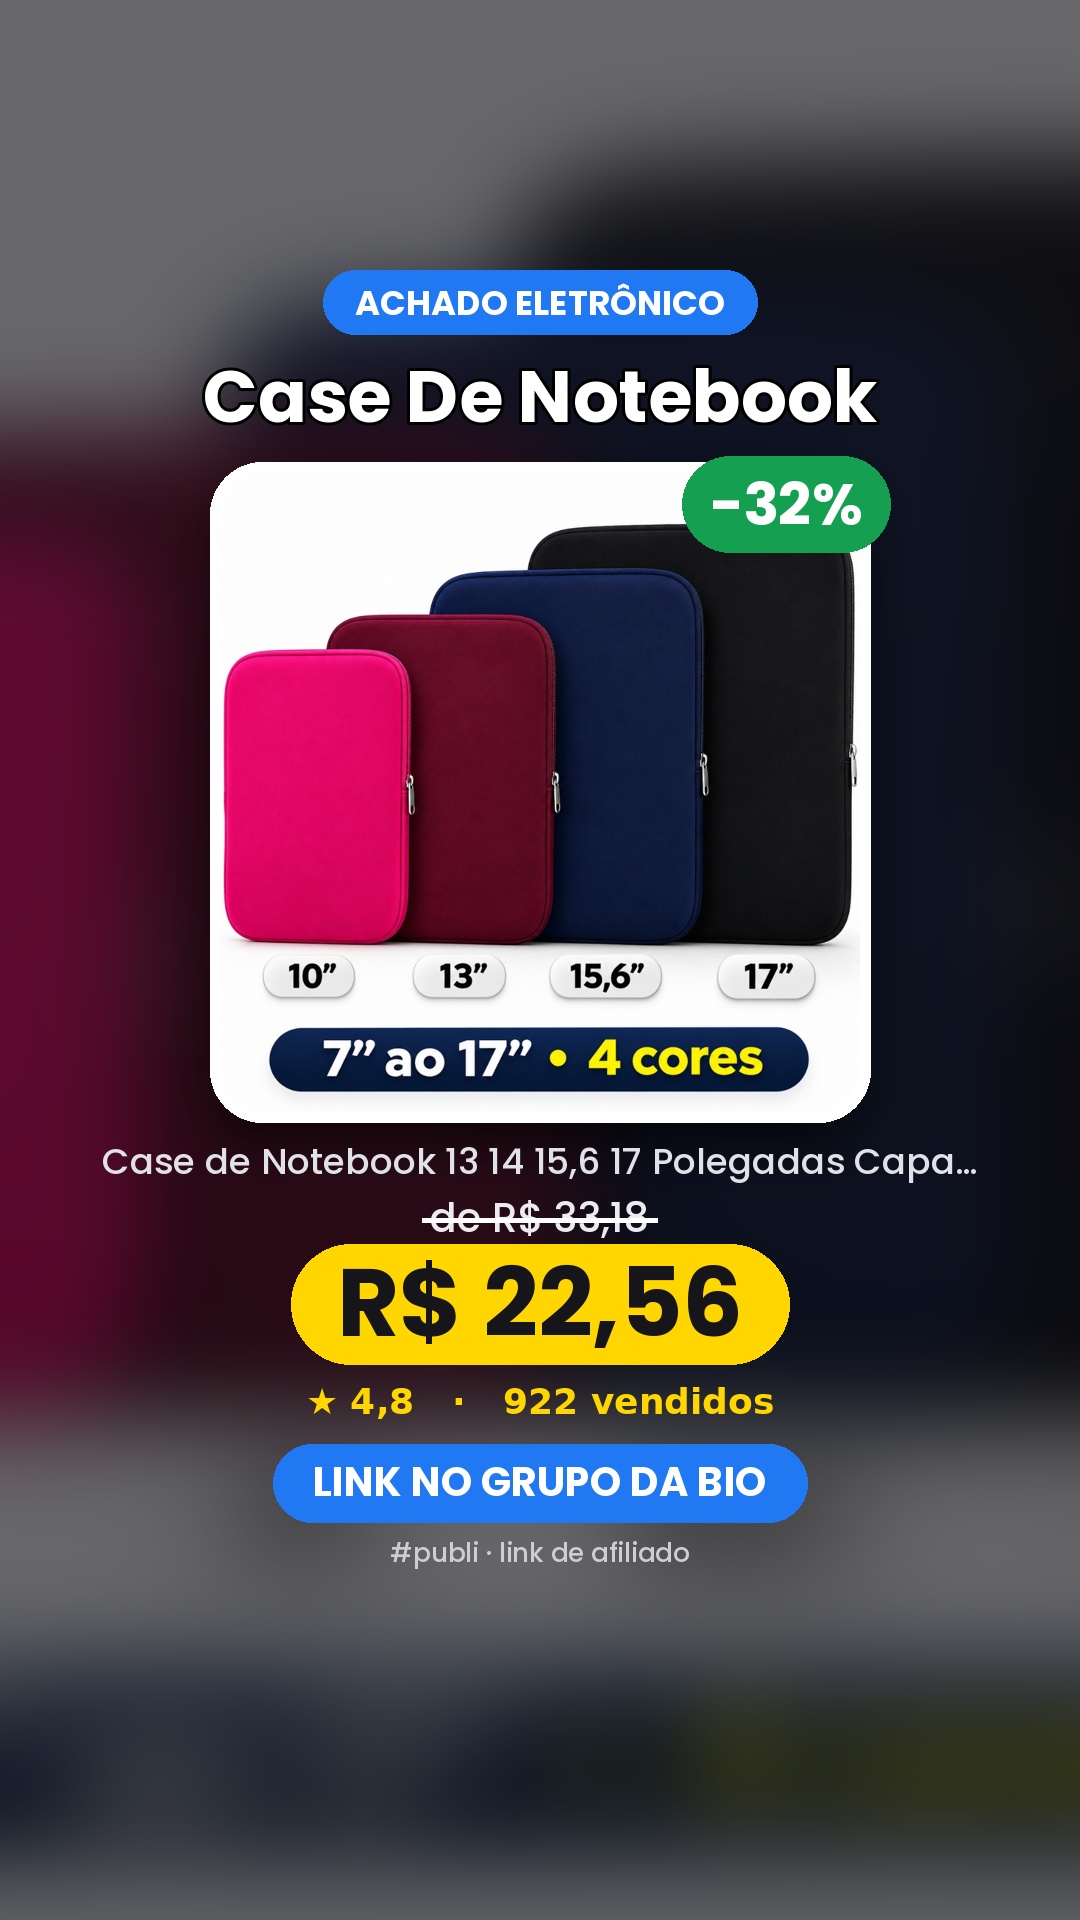 ACHADO ELETRÔNICO
Case De Notebook
-32%
10”
13”
15,6”
17”
7” ao 17” • 4 cores
Case de Notebook 13 14 15,6 17 Polegadas Capa...
de R$ 33,18
R$ 22,56
★ 4,8 · 922 vendidos
LINK NO GRUPO DA BIO
#publi · link de afiliado